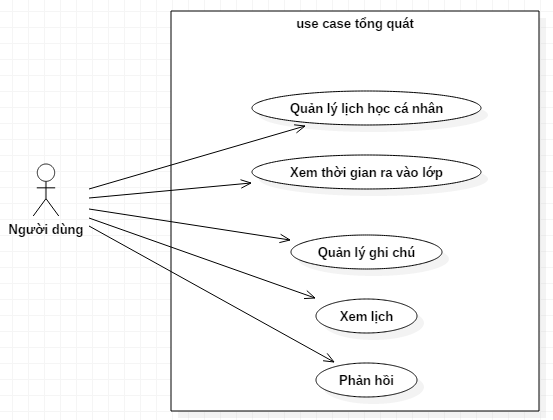 use case tổng quát
Quản lý lịch học cá nhân
Xem thời gian ra vào lớp
Người dùng
Quản lý ghi chú
Xem lịch
Phản hồi